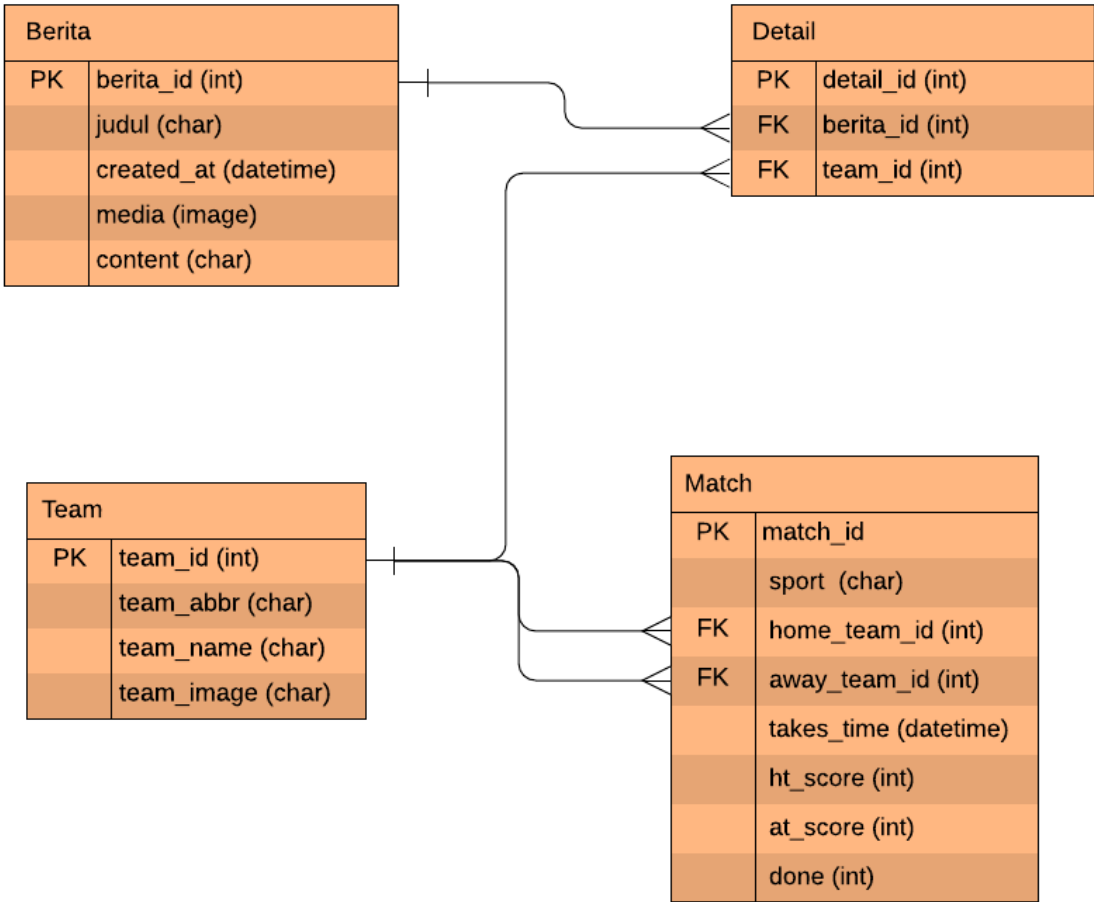 Berita
PK berita_id (int)
judul (char)
created_at (datetime)
media (image)
content (char)
Detail
PK detail_id (int)
FK berita_id (int)
FK team_id (int)
Team
PK team_id (int)
team_abbr (char)
team_name (char)
team_image (char)
Match
PK match_id
sport (char)
FK home_team_id (int)
FK away_team_id (int)
takes_time (datetime)
ht_score (int)
at_score (int)
done (int)